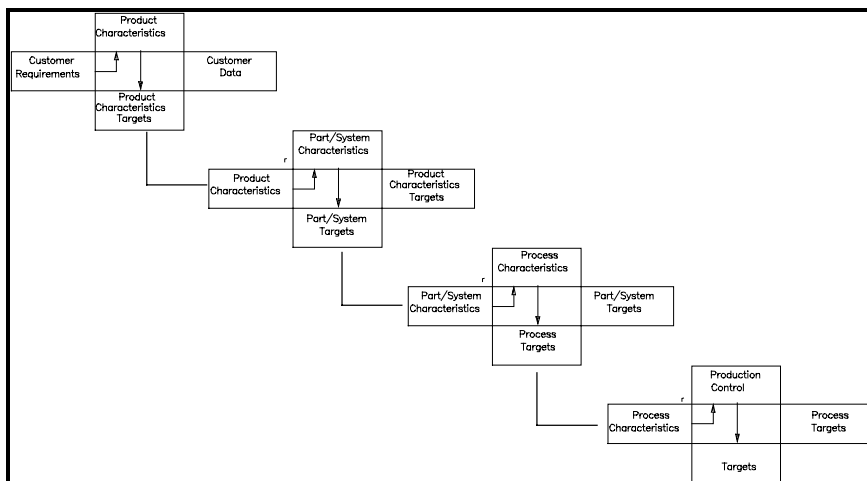 Product
Characteristics
Customer
Requirements
Customer
Data
Product
Characteristics
Targets
Part/System
Characteristics
r
Product
Characteristics
Product
Characteristics
Targets
Part/System
Targets
Process
Characteristics
r
Part/System
Characteristics
Part/System
Targets
Process
Targets
Production
Control
r
Process
Characteristics
Process
Targets
Targets